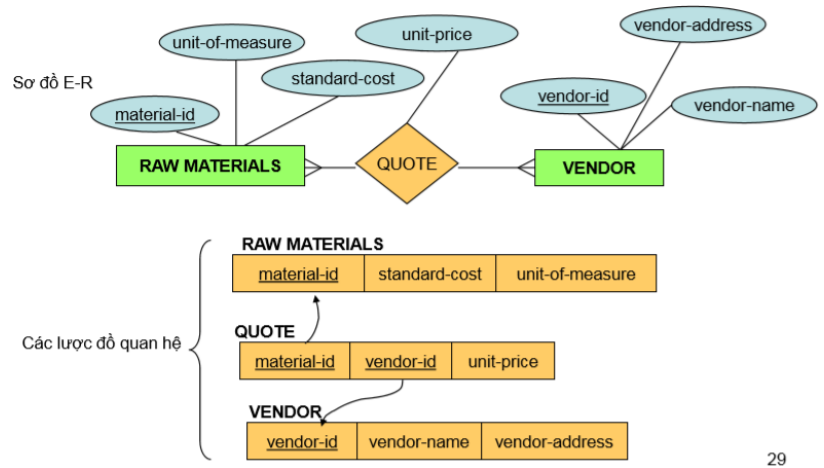 unit-of-measure
unit-price
vendor-address
Sơ đồ E-R
standard-cost
material-id
vendor-id
vendor-name
RAW MATERIALS
QUOTE
VENDOR
RAW MATERIALS
material-id standard-cost unit-of-measure
Các lược đồ quan hệ
QUOTE
material-id vendor-id unit-price
VENDOR
vendor-id vendor-name vendor-address
29